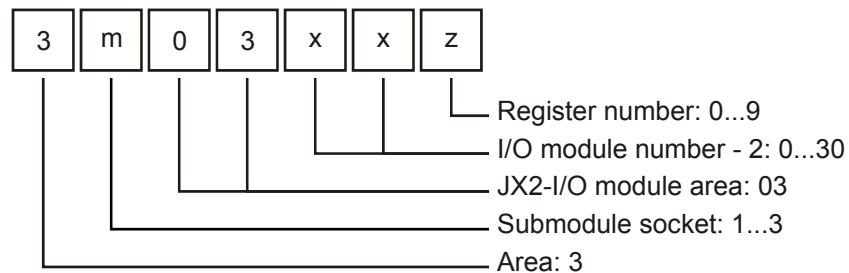 3 m 0 3 x x z
Register number: 0...9
I/O module number - 2: 0...30
JX2-I/O module area: 03
Submodule socket: 1...3
Area: 3